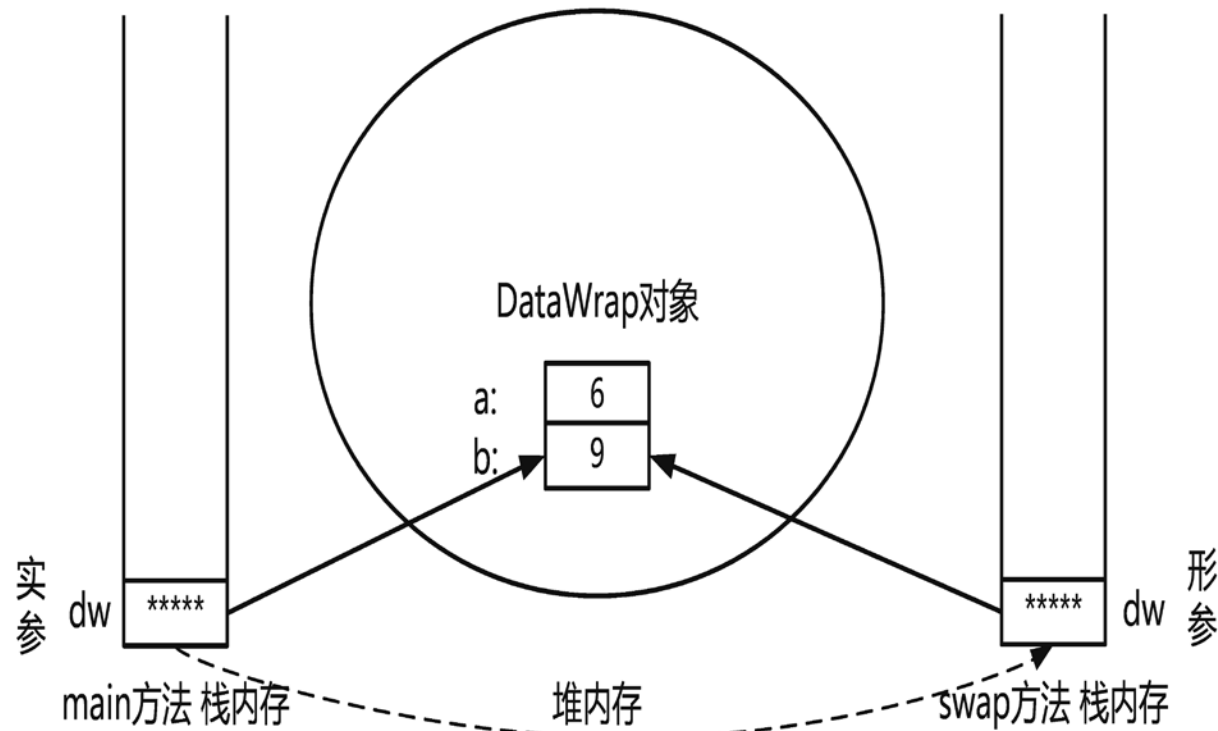 DataWrap对象
a:
6
b:
9
实参
dw
*****
*****
dw
形参
main方法 栈内存
堆内存
swap方法 栈内存